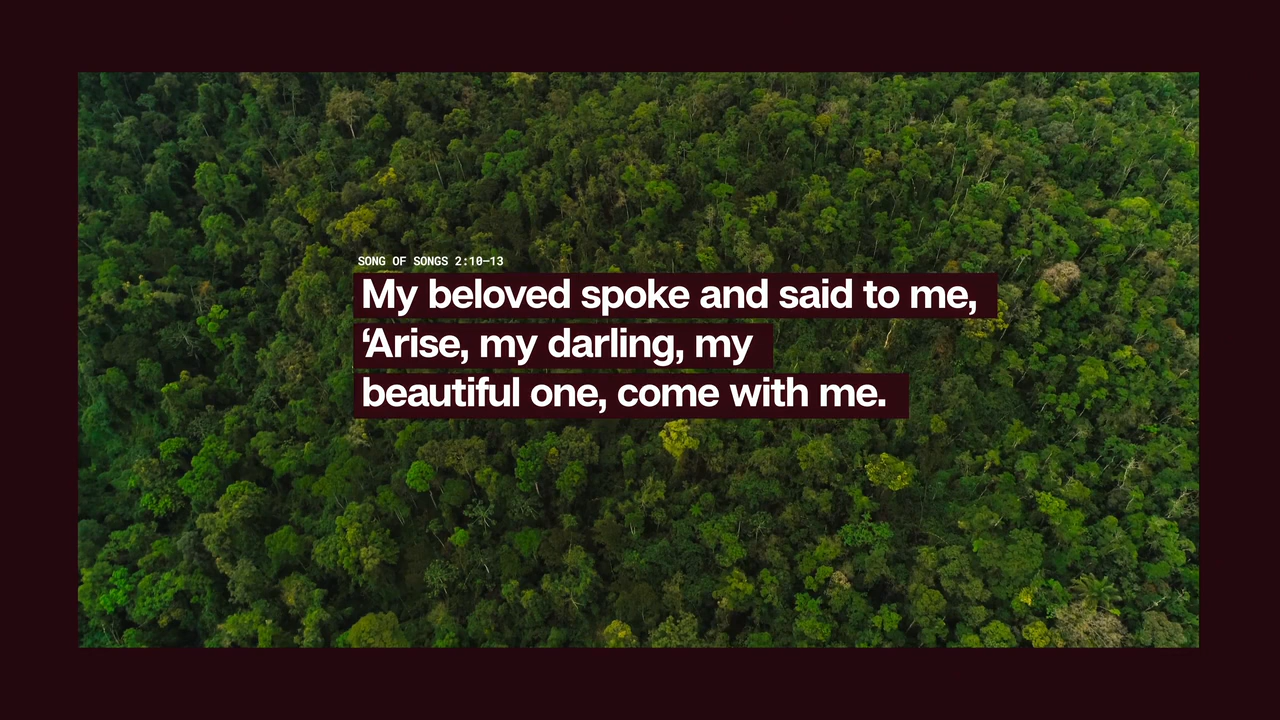 SONG OF SONGS 2:10–13
My beloved spoke and said to me,
‘Arise, my darling, my
beautiful one, come with me.